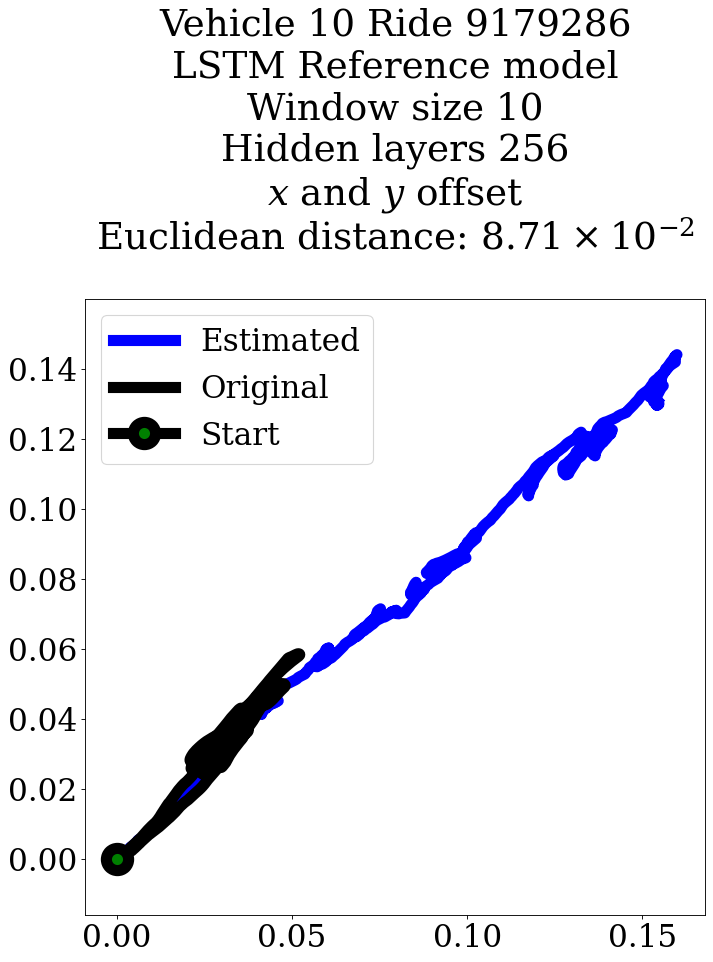 Vehicle 10 Ride 9179286
LSTM Reference model
Window size 10
Hidden layers 256
x and y offset
Euclidean distance: 8.71 × 10⁻²
Estimated
Original
Start
0.14
0.12
0.10
0.08
0.06
0.04
0.02
0.00
0.00 0.05 0.10 0.15